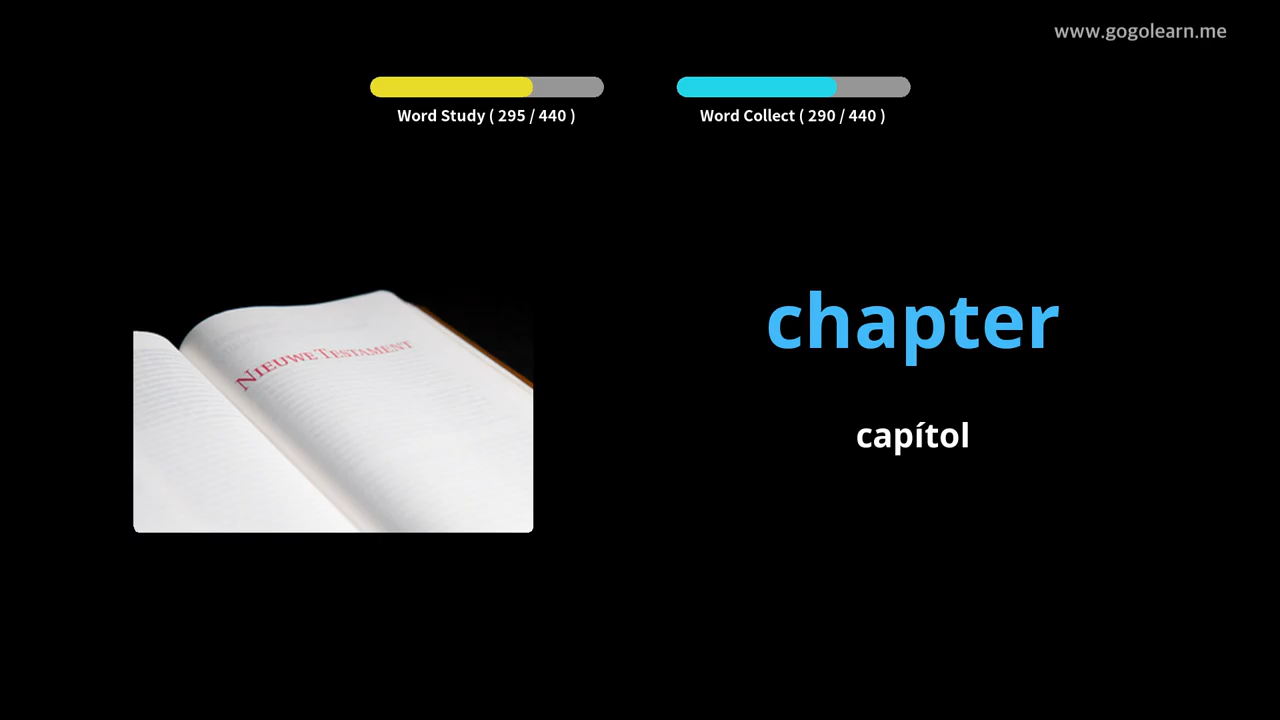 www.gogolearn.me
Word Study ( 295 / 440 )
Word Collect ( 290 / 440 )
NIEUWE TESTAMENT
chapter
capítol